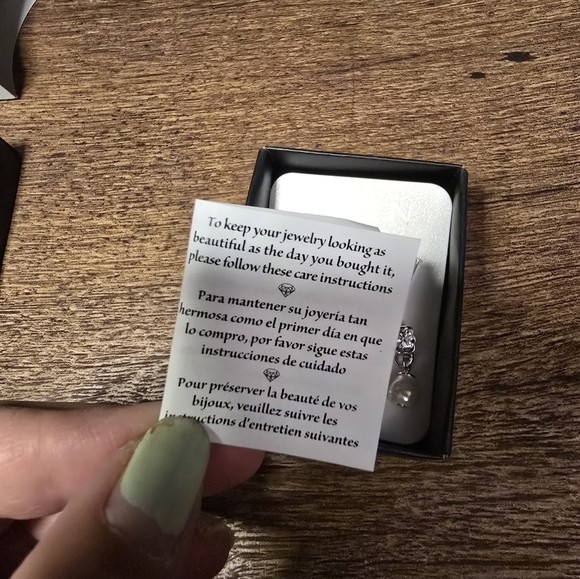 To keep your jewelry looking as
beautiful as the day you bought it,
please follow these care instructions
Para mantener su joyería tan
hermosa como el primer día en que
lo compro, por favor sigue estas
instrucciones de cuidado
Pour préserver la beauté de vos
bijoux, veuillez suivre les
instructions d'entretien suivantes